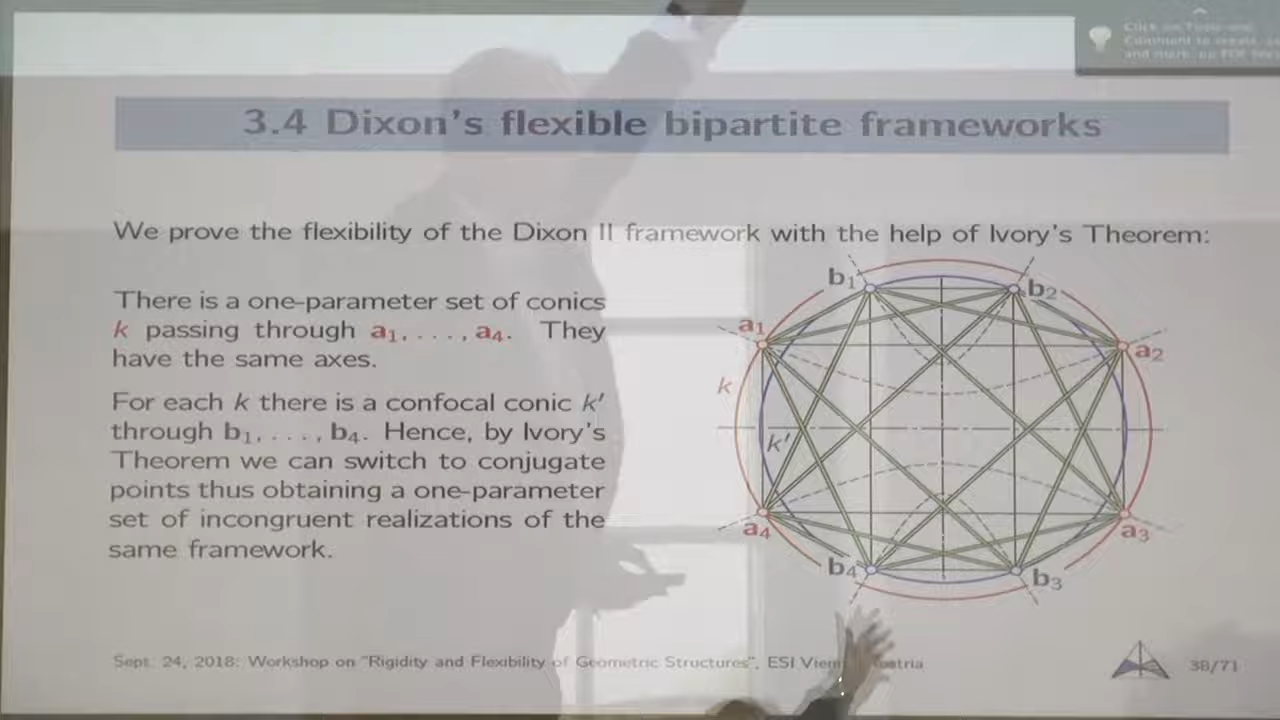 3.4 Dixon's flexible bipartite frameworks
We prove the flexibility of the Dixon II framework with the help of Ivory's Theorem:
There is a one-parameter set of conics
k passing through a₁, . . . , a₄. They
have the same axes.
For each k there is a confocal conic k′
through b₁, . . . , b₄. Hence, by Ivory's
Theorem we can switch to conjugate
points thus obtaining a one-parameter
set of incongruent realizations of the
same framework.
b₁
b₂
a₁
a₂
k
k′
a₄
a₃
b₄
b₃
Sept. 24, 2018: Workshop on "Rigidity and Flexibility of Geometric Structures", ESI
38/71